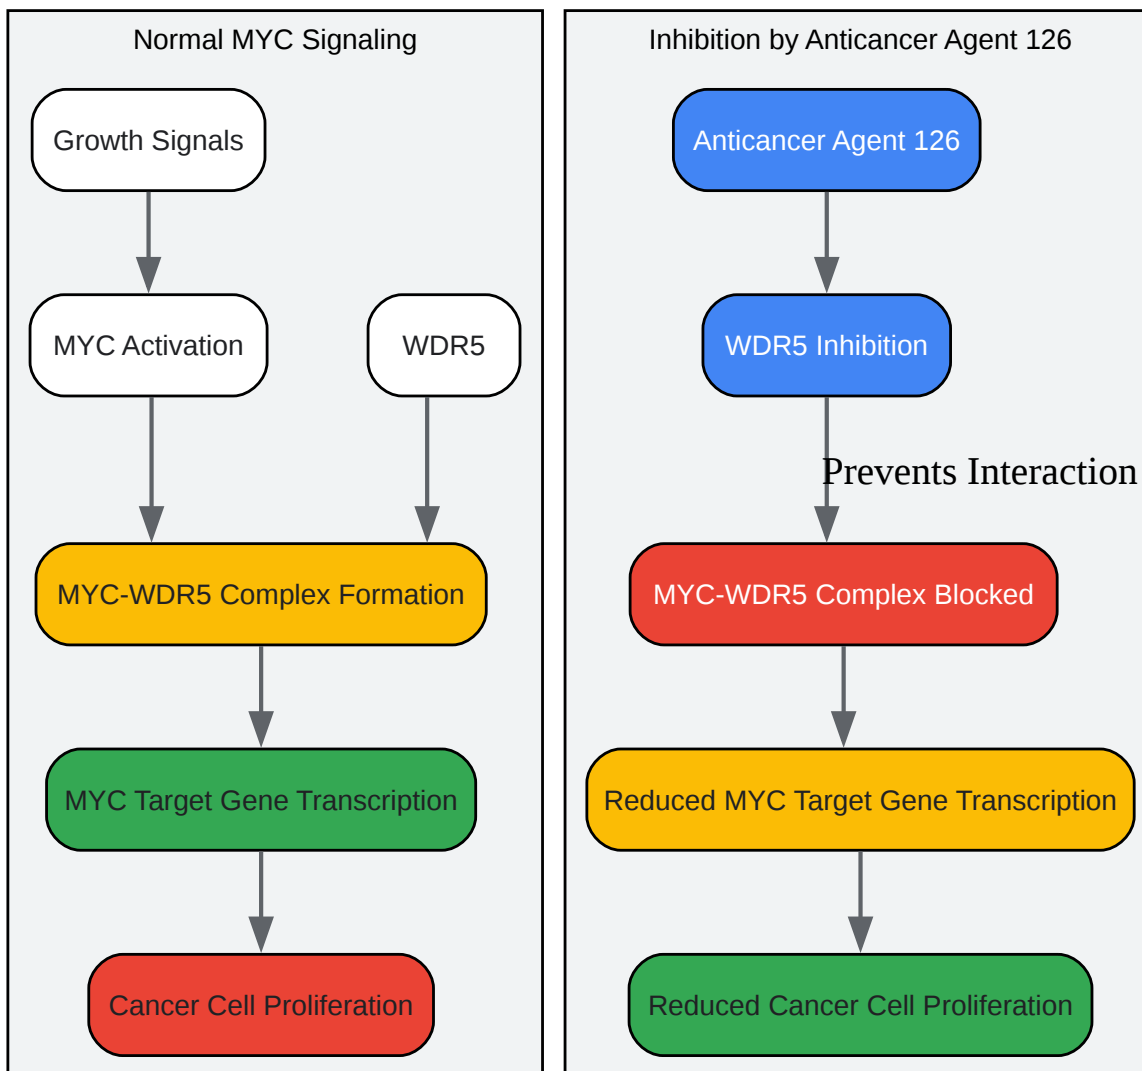 Normal MYC Signaling
Growth Signals
MYC Activation
WDR5
MYC-WDR5 Complex Formation
MYC Target Gene Transcription
Cancer Cell Proliferation
Inhibition by Anticancer Agent 126
Anticancer Agent 126
WDR5 Inhibition
Prevents Interaction
MYC-WDR5 Complex Blocked
Reduced MYC Target Gene Transcription
Reduced Cancer Cell Proliferation